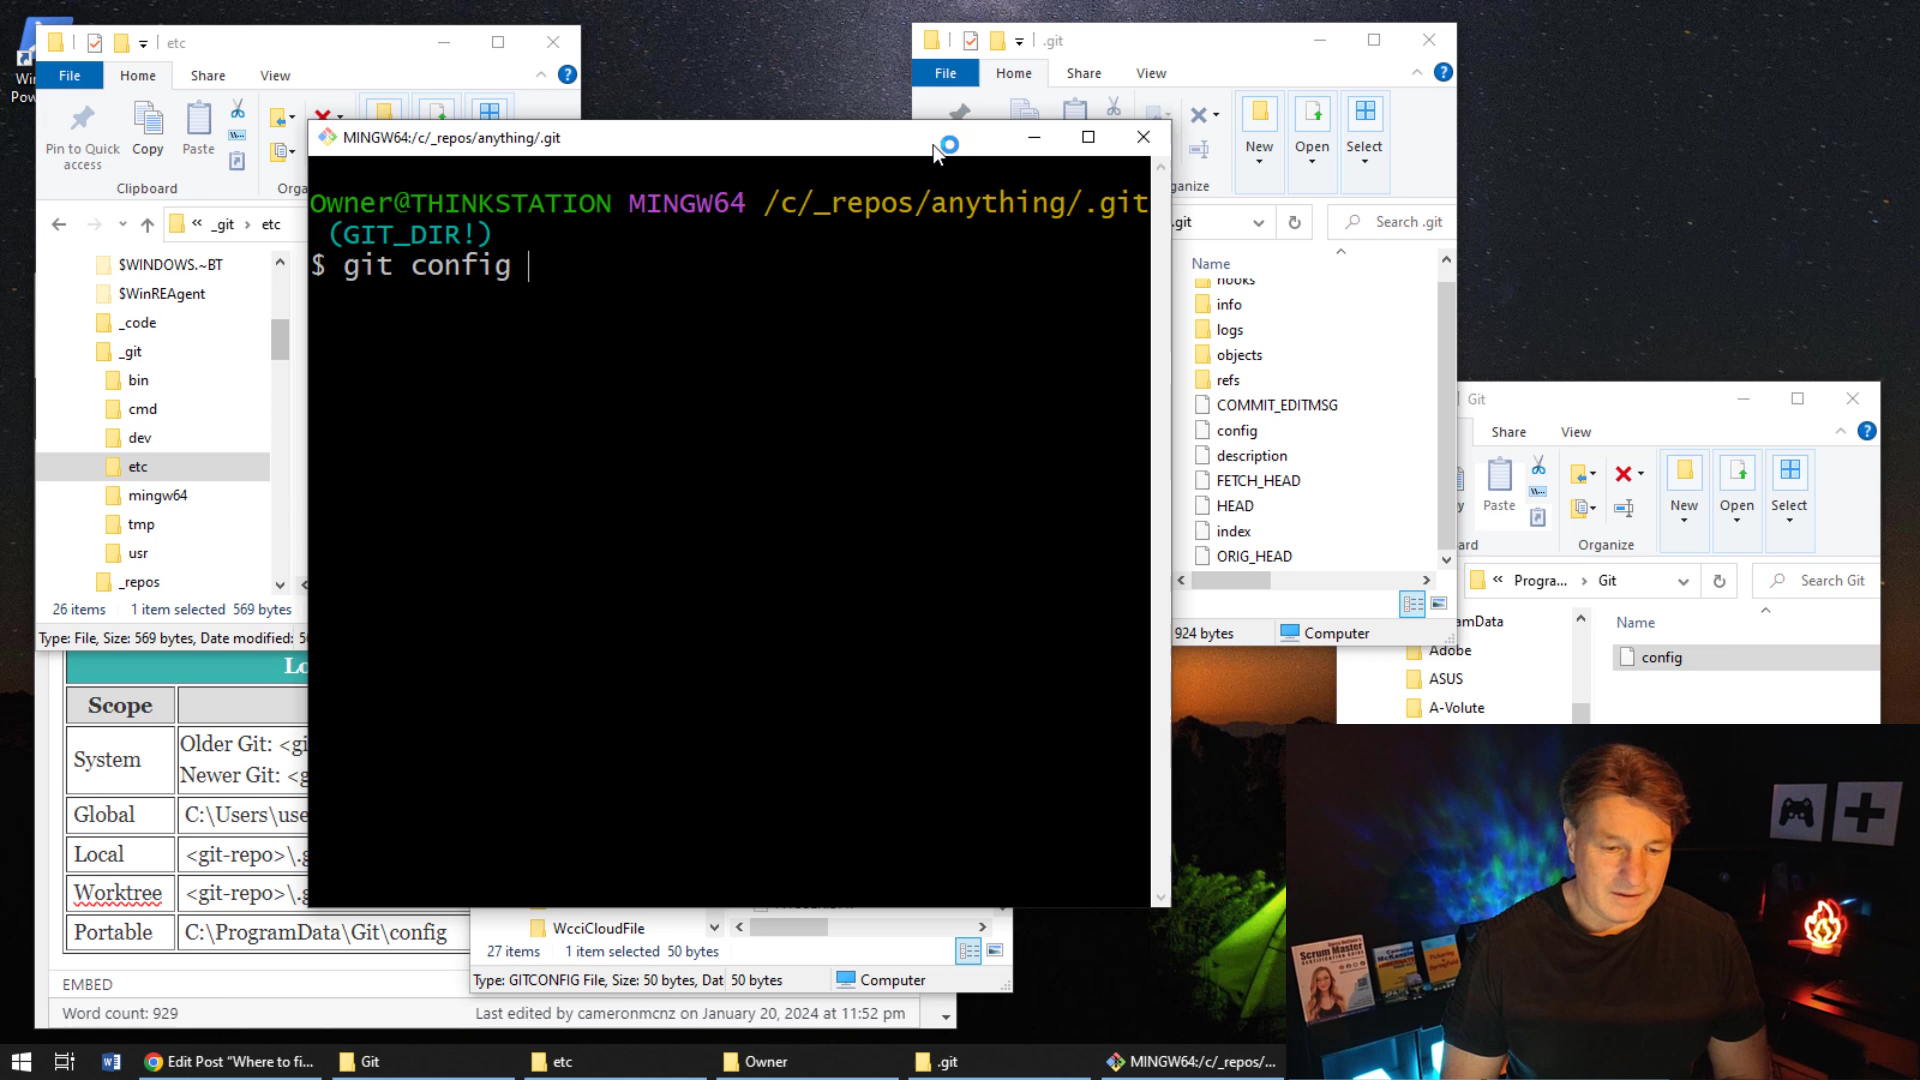 etc
File
Home
Share
View
Pin to Quick
access
Copy
Paste
Clipboard
_git
etc
$WINDOWS.~BT
$WinREAgent
_code
_git
bin
cmd
dev
etc
mingw64
tmp
usr
_repos
26 items
1 item selected 569 bytes
Type: File, Size: 569 bytes, Date modified:
MINGW64:/c/_repos/anything/.git
Owner@THINKSTATION MINGW64 /c/_repos/anything/.git
(GIT_DIR!)
$ git config
.git
File
Home
Share
View
New
Open
Select
.git
Search .git
Name
hooks
info
logs
objects
refs
COMMIT_EDITMSG
config
description
FETCH_HEAD
HEAD
index
ORIG_HEAD
924 bytes
Computer
Git
Share
View
Paste
New
Open
Select
Organize
Progra...
Git
Search Git
Adobe
ASUS
A-Volute
Name
config
Scope
System
Older Git:
Newer Git:
Global
C:\Users\
Local
<git-repo>\
Worktree
<git-repo>\
Portable
C:\ProgramData\Git\config
EMBED
Word count: 929
Last edited by cameronmcnz on January 20, 2024 at 11:52 pm
WcciCloudFile
27 items
1 item selected 50 bytes
Type: GITCONFIG File, Size: 50 bytes, Dat
50 bytes
Computer
Scrum Master
Edit Post “Where to fi...
Git
etc
Owner
.git
MINGW64:/c/_repos/...